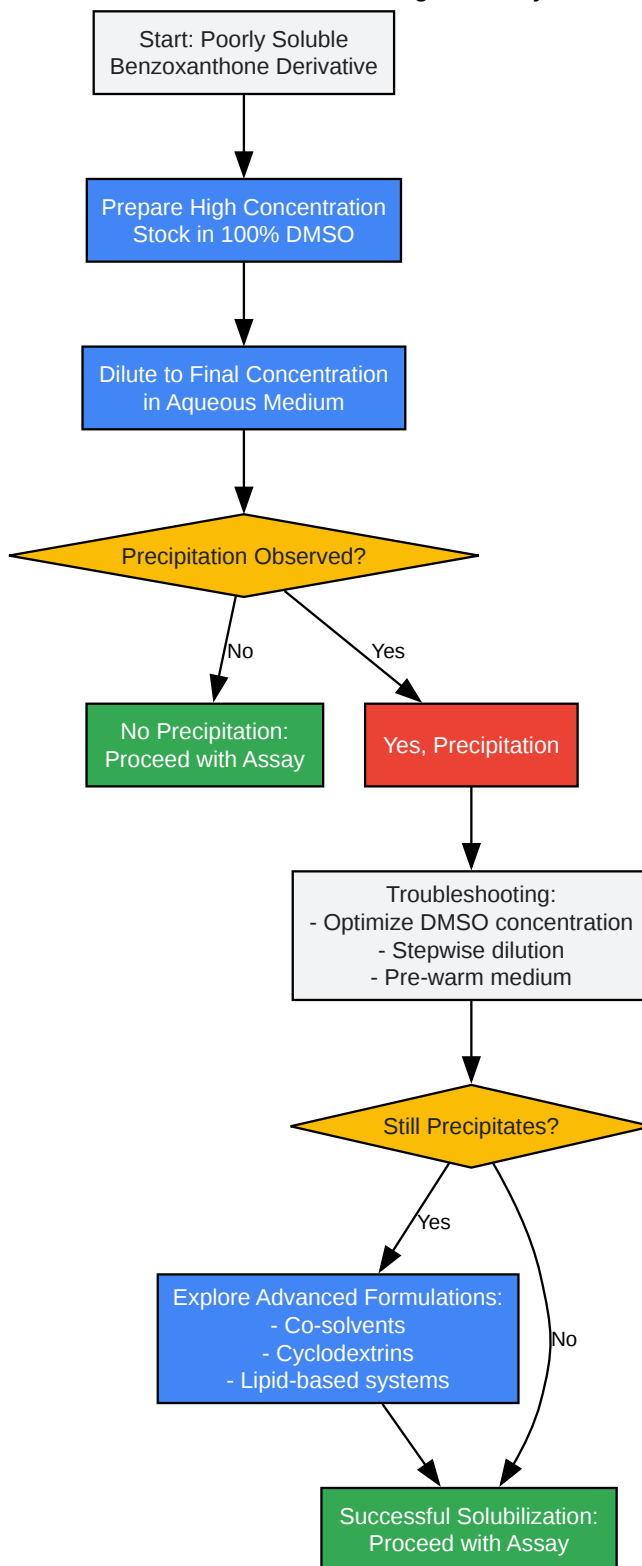 Start: Poorly Soluble
Benzoxanthone Derivative
Prepare High Concentration
Stock in 100% DMSO
Dilute to Final Concentration
in Aqueous Medium
Precipitation Observed?
No
Yes
No Precipitation:
Proceed with Assay
Yes, Precipitation
Troubleshooting:
- Optimize DMSO concentration
- Stepwise dilution
- Pre-warm medium
Still Precipitates?
Yes
Explore Advanced Formulations:
- Co-solvents
- Cyclodextrins
- Lipid-based systems
No
Successful Solubilization:
Proceed with Assay